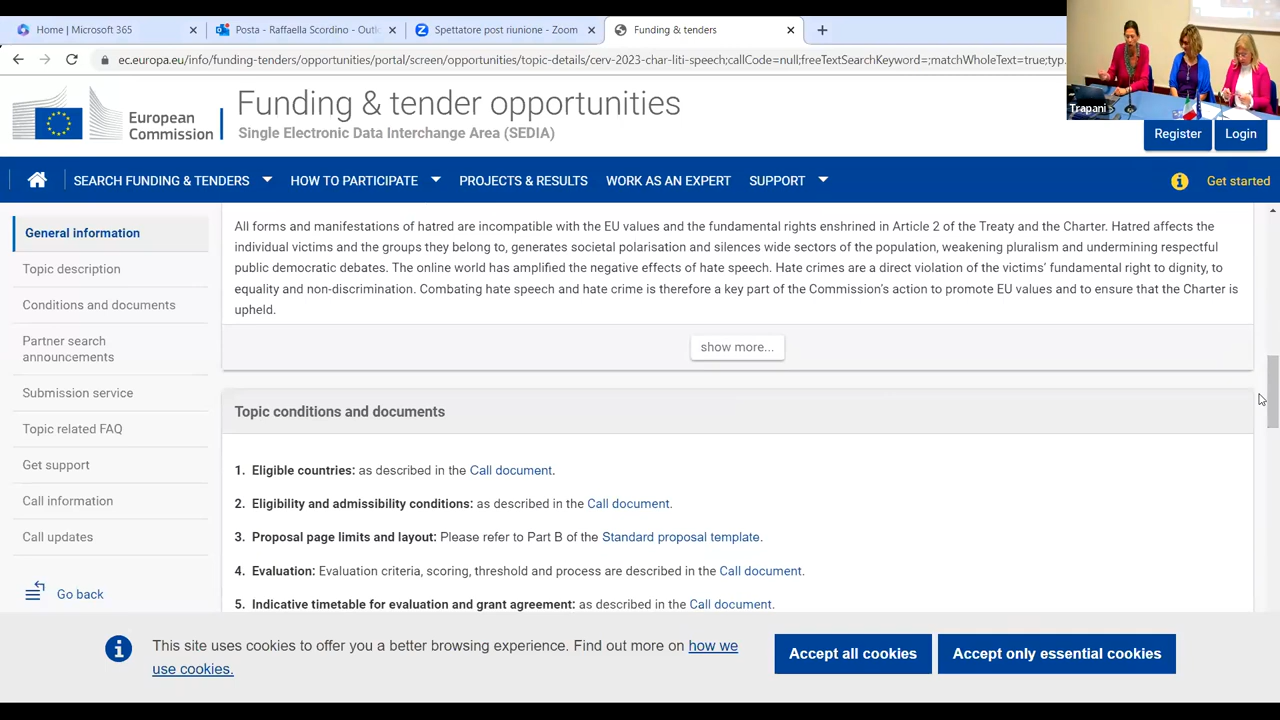 Home | Microsoft 365
Posta - Raffaella Scordino - Outl
Spettatore post riunione - Zoom
Funding & tenders
ec.europa.eu/info/funding-tenders/opportunities/portal/screen/opportunities/topic-details/cerv-2023-char-liti-speech;callCode=null;freeTextSearchKeyword=;matchWholeText=true;typ...
Trapani
European
Commission
Funding & tender opportunities
Single Electronic Data Interchange Area (SEDIA)
Register
Login
SEARCH FUNDING & TENDERS
HOW TO PARTICIPATE
PROJECTS & RESULTS
WORK AS AN EXPERT
SUPPORT
Get started
General information
Topic description
Conditions and documents
Partner search
announcements
Submission service
Topic related FAQ
Get support
Call information
Call updates
Go back
All forms and manifestations of hatred are incompatible with the EU values and the fundamental rights enshrined in Article 2 of the Treaty and the Charter. Hatred affects the
individual victims and the groups they belong to, generates societal polarisation and silences wide sectors of the population, weakening pluralism and undermining respectful
public democratic debates. The online world has amplified the negative effects of hate speech. Hate crimes are a direct violation of the victims' fundamental right to dignity, to
equality and non-discrimination. Combating hate speech and hate crime is therefore a key part of the Commission's action to promote EU values and to ensure that the Charter is
upheld.
show more...
Topic conditions and documents
1. Eligible countries: as described in the Call document.
2. Eligibility and admissibility conditions: as described in the Call document.
3. Proposal page limits and layout: Please refer to Part B of the Standard proposal template.
4. Evaluation: Evaluation criteria, scoring, threshold and process are described in the Call document.
5. Indicative timetable for evaluation and grant agreement: as described in the Call document.
This site uses cookies to offer you a better browsing experience. Find out more on how we
use cookies.
Accept all cookies
Accept only essential cookies